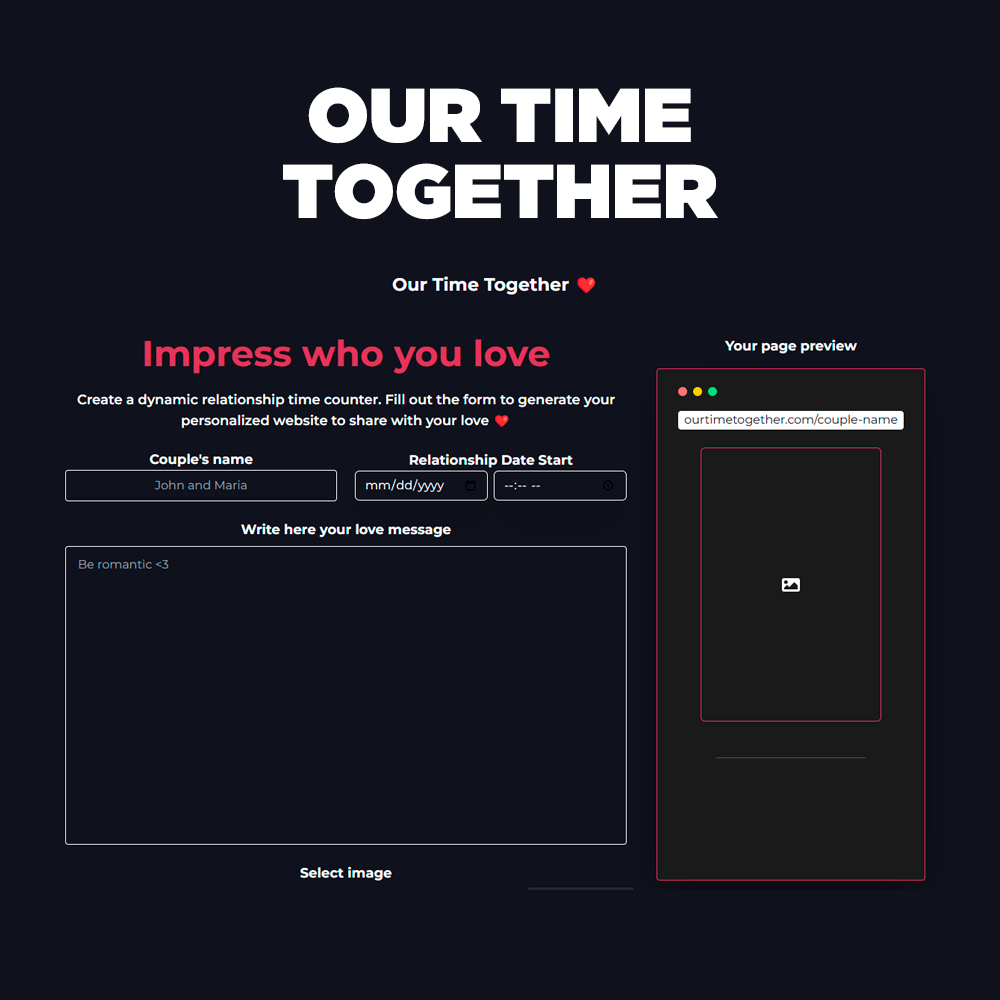 OUR TIME
TOGETHER
Our Time Together ❤️
Impress who you love
Create a dynamic relationship time counter. Fill out the form to generate your
personalized website to share with your love ❤️
Couple's name
John and Maria
Relationship Date Start
mm/dd/yyyy
--:-- --
Write here your love message
Be romantic <3
Select image
Your page preview
ourtimetogether.com/couple-name